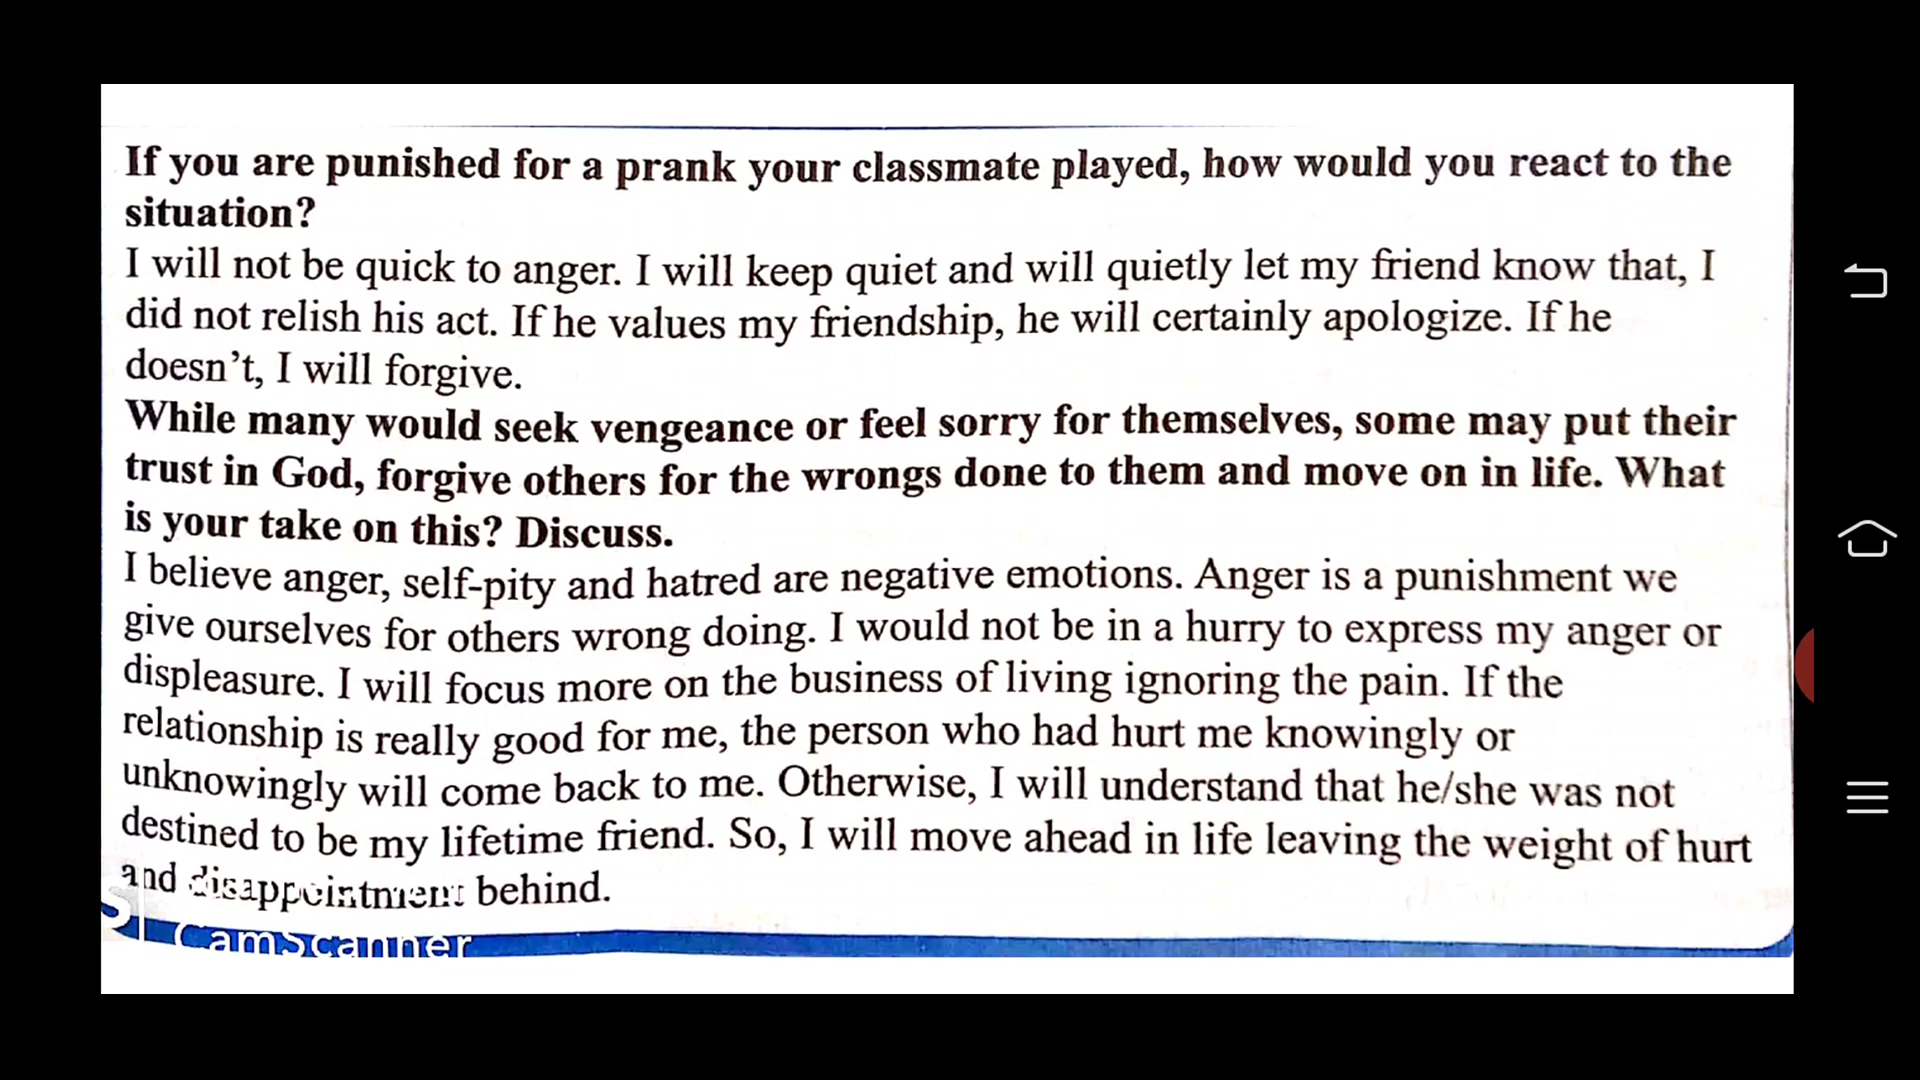 If you are punished for a prank your classmate played, how would you react to the
situation?
I will not be quick to anger. I will keep quiet and will quietly let my friend know that, I
did not relish his act. If he values my friendship, he will certainly apologize. If he
doesn't, I will forgive.
While many would seek vengeance or feel sorry for themselves, some may put their
trust in God, forgive others for the wrongs done to them and move on in life. What
is your take on this? Discuss.
I believe anger, self-pity and hatred are negative emotions. Anger is a punishment we
give ourselves for others wrong doing. I would not be in a hurry to express my anger or
displeasure. I will focus more on the business of living ignoring the pain. If the
relationship is really good for me, the person who had hurt me knowingly or
unknowingly will come back to me. Otherwise, I will understand that he/she was not
destined to be my lifetime friend. So, I will move ahead in life leaving the weight of hurt
and disappointment behind.
CamScanner